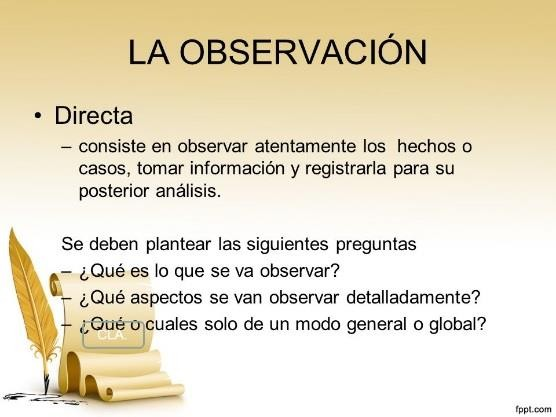 LA OBSERVACIÓN
• Directa
– consiste en observar atentamente los hechos o
casos, tomar información y registrarla para su
posterior análisis.
Se deben plantear las siguientes preguntas
– ¿Qué es lo que se va observar?
– ¿Qué aspectos se van observar detalladamente?
– ¿Qué o cuales solo de un modo general o global?
CLA.
fppt.com